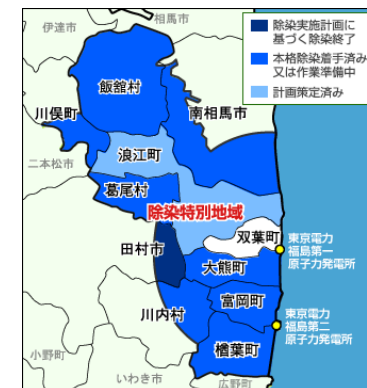 相馬市
伊達市
除染実施計画に
基づく除染終了
本格除染着手済み
又は作業準備中
計画策定済み
飯舘村
川俣町
南相馬市
浪江町
二本松市
葛尾村
除染特別地域
双葉町
東京電力
福島第一
原子力発電所
田村市
大熊町
富岡町
川内村
東京電力
福島第二
原子力発電所
楢葉町
小野町
いわき市
広野町